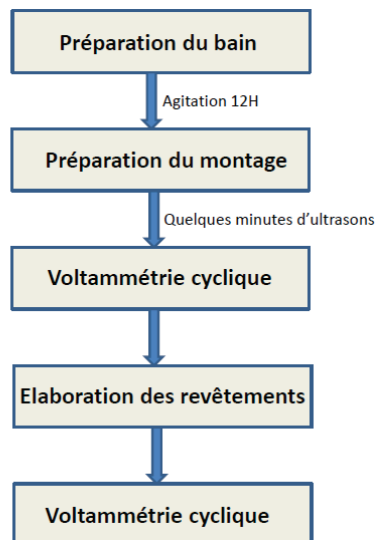 Préparation du bain
Agitation 12H
Préparation du montage
Quelques minutes d'ultrasons
Voltammétrie cyclique
Elaboration des revêtements
Voltammétrie cyclique